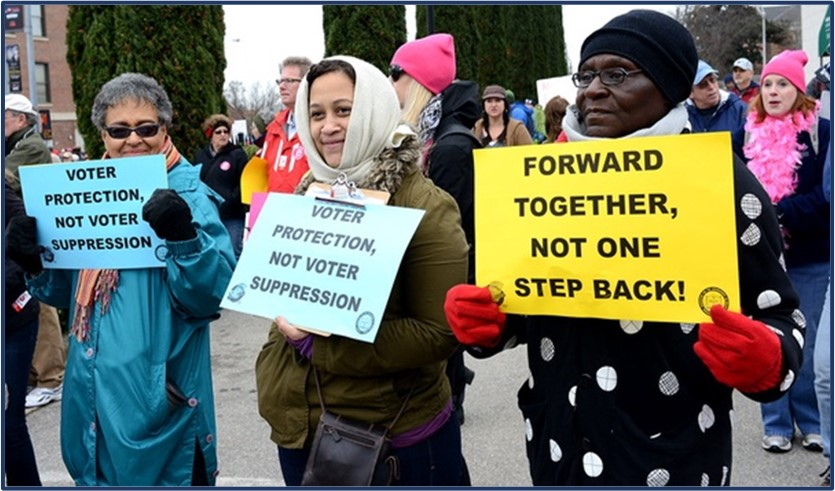 VOTER
PROTECTION,
NOT VOTER
SUPPRESSION
VOTER
PROTECTION,
NOT VOTER
SUPPRESSION
FORWARD
TOGETHER,
NOT ONE
STEP BACK!